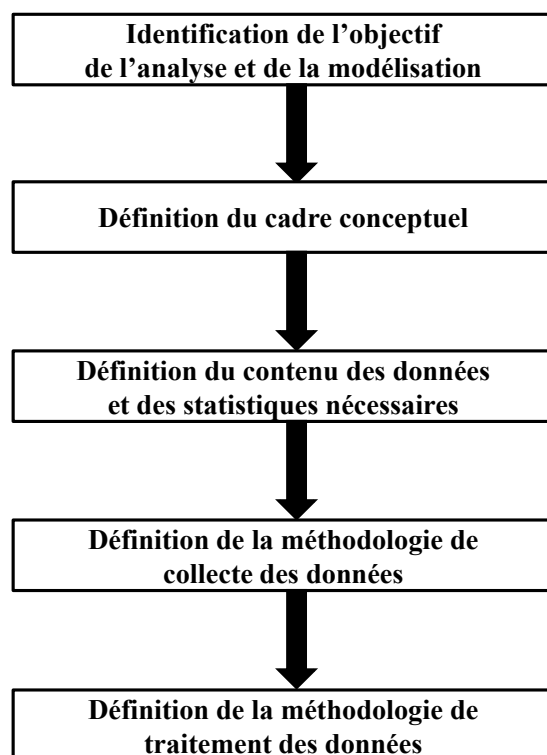 Identification de l’objectif
de l’analyse et de la modélisation
Définition du cadre conceptuel
Définition du contenu des données
et des statistiques nécessaires
Définition de la méthodologie de
collecte des données
Définition de la méthodologie de
traitement des données